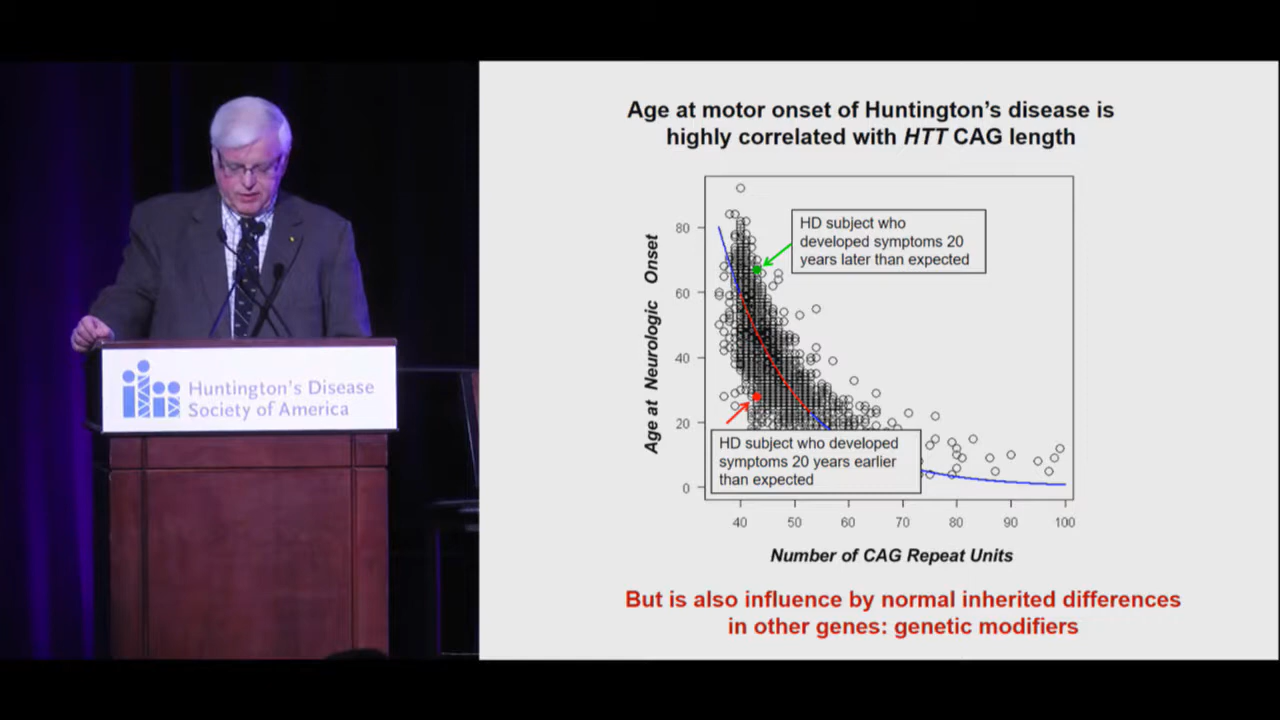 Age at motor onset of Huntington's disease is
highly correlated with HTT CAG length
HD subject who
developed symptoms 20
years later than expected
Age at Neurologic Onset
80
60
40
20
0
HD subject who developed
symptoms 20 years earlier
than expected
40 50 60 70 80 90 100
Number of CAG Repeat Units
But is also influence by normal inherited differences
in other genes: genetic modifiers
Huntington's Disease
Society of America